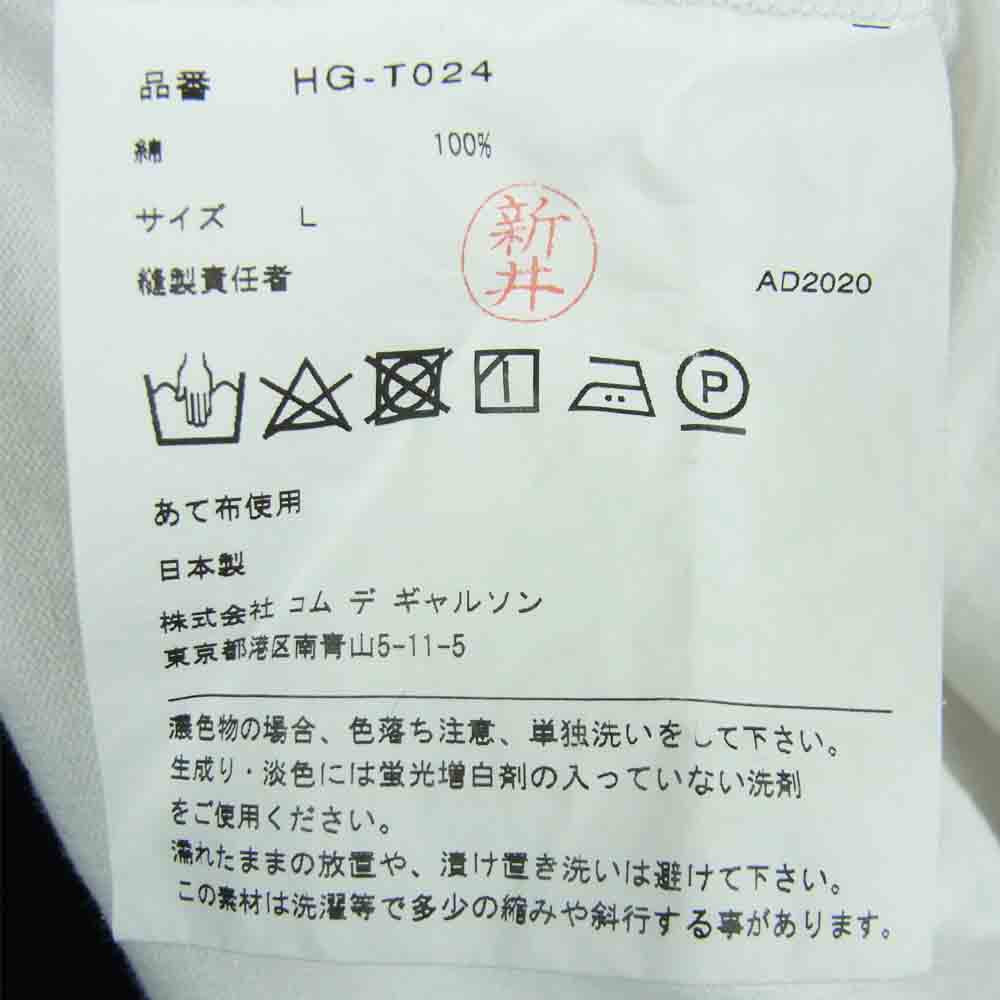 品番 HG-T024
綿 100%
サイズ L
新井
縫製責任者 AD2020
P
あて布使用
日本製
株式会社 コム デ ギャルソン
東京都港区南青山5-11-5
濃色物の場合、色落ち注意、単独洗いをして下さい。
生成り・淡色には蛍光増白剤の入っていない洗剤
をご使用ください。
濡れたままの放置や、漬け置き洗いは避けて下さい。
この素材は洗濯等で多少の縮みや斜行する事があります。